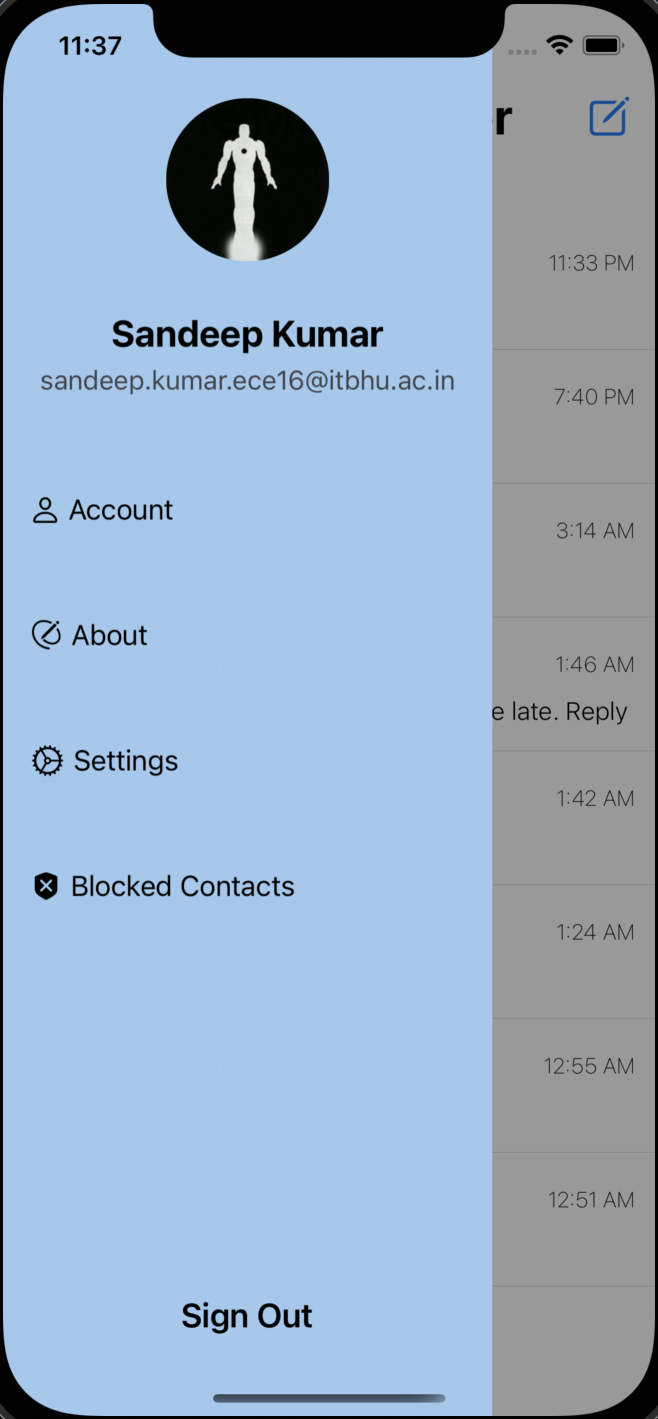 11:37
r
11:33 PM
Sandeep Kumar
sandeep.kumar.ece16@itbhu.ac.in
7:40 PM
Account
3:14 AM
About
1:46 AM
e late. Reply
Settings
1:42 AM
Blocked Contacts
1:24 AM
12:55 AM
12:51 AM
Sign Out